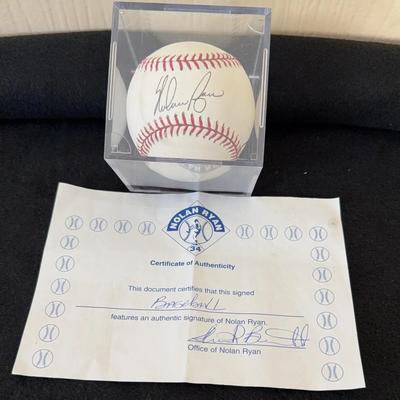 Nolan Ryan
NOLAN RYAN
34
Certificate of Authenticity
This document certifies that this signed
BASEBALL
features an authentic signature of Nolan Ryan.
Office of Nolan Ryan